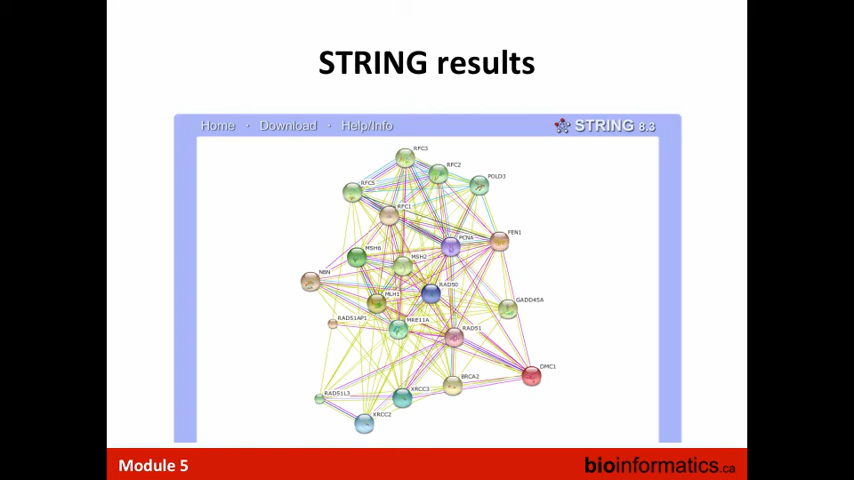 STRING results
Home · Download · Help/Info
STRING 8.3
RFC3
RFC2
POLD3
RFC5
RFC1
FEN1
PCNA
MSH6
MSH2
NBN
RAD50
MLH1
GADD45A
RAD51AP1
MRE11A
RAD51
DMC1
BRCA2
XRCC3
RAD51L3
XRCC2
Module 5
bioinformatics.ca